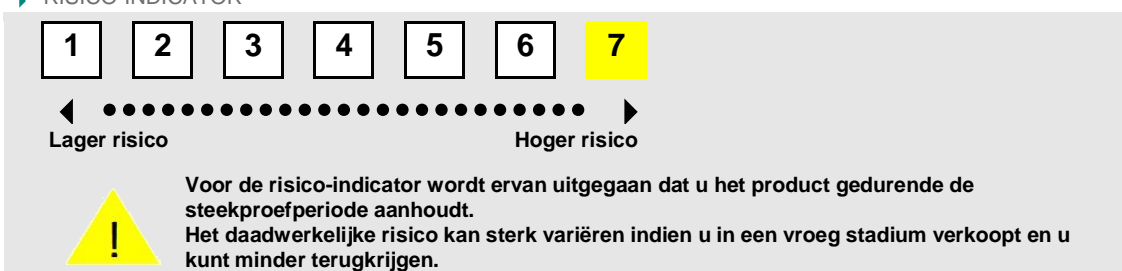 RISICO-INDICATOR
1 2 3 4 5 6 7
Lager risico Hoger risico
Voor de risico-indicator wordt ervan uitgegaan dat u het product gedurende de
steekproefperiode aanhoudt.
! Het daadwerkelijke risico kan sterk variëren indien u in een vroeg stadium verkoopt en u
kunt minder terugkrijgen.